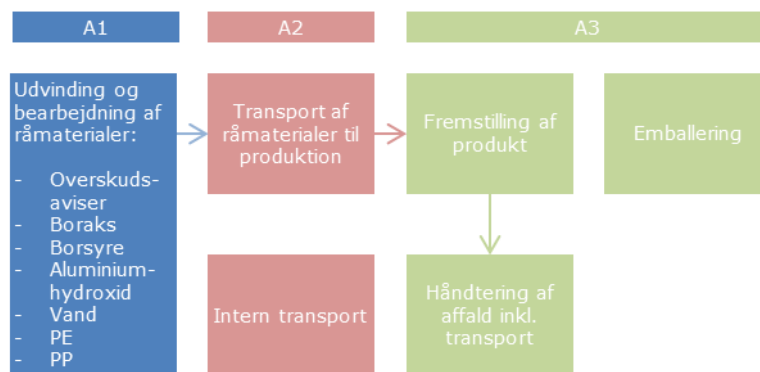 A1
A2
A3
Udvinding og
bearbejdning af
råmaterialer:
- Overskuds-
aviser
- Boraks
- Borsyre
- Aluminium-
hydroxid
- Vand
- PE
- PP
Transport af
råmaterialer til
produktion
Intern transport
Fremstilling af
produkt
Håndtering af
affald inkl.
transport
Emballering